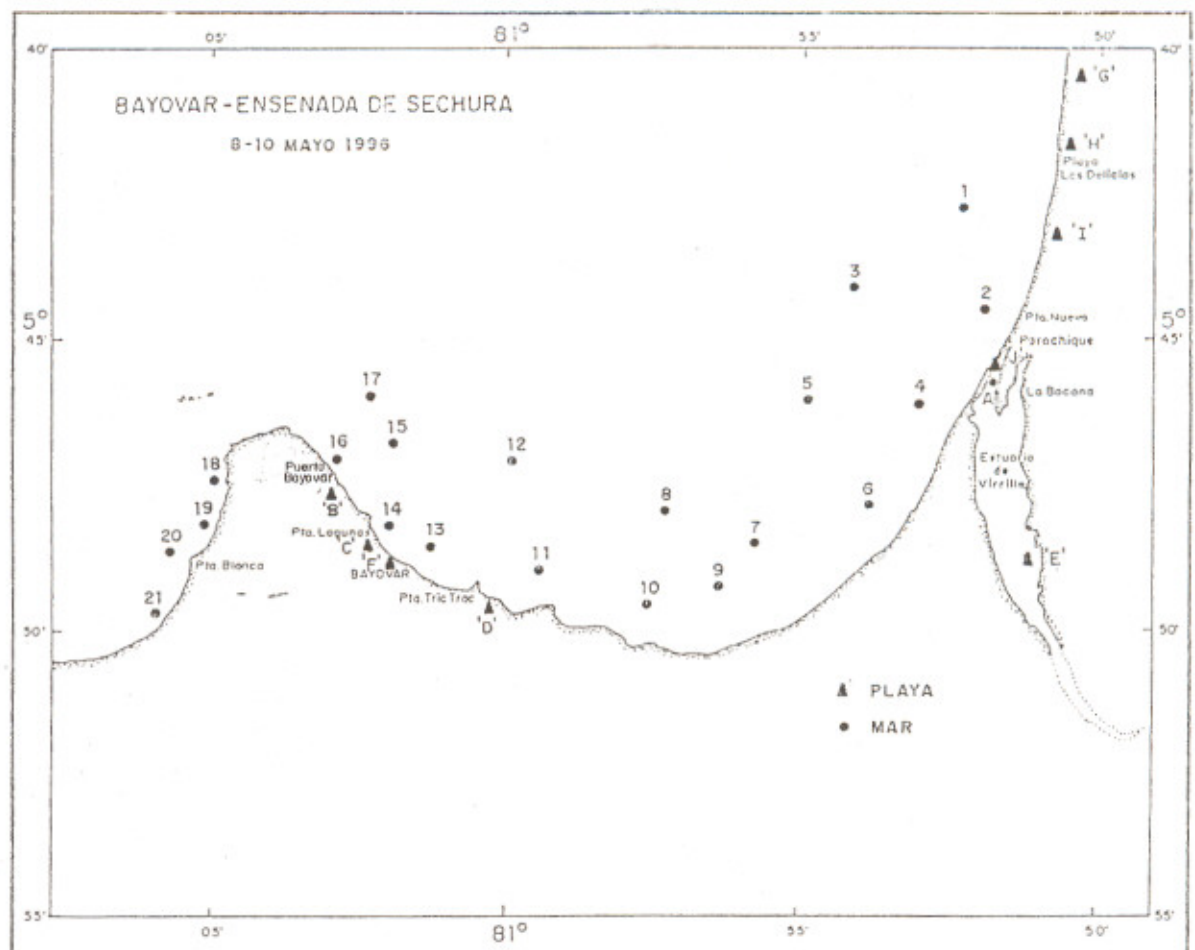 05'
81°
55'
50'
40'
40'
BAYOVAR-ENSENADA DE SECHURA
8-10 MAYO 1996
'G'
'H'
Playa
Las Delicias
1
'I'
3
2
5°
5°
Pta. Nueva
45'
45'
Parachique
'J'
17
5
4
'A'
La Bocana
15
12
16
18
Puerto
Bayovar
Estuario
de
Virrilla
'B'
8
6
19
14
Pta. Lagunas
20
13
7
'C'
'F'
'E'
Pta. Blanca
BAYOVAR
11
9
10
Pta. Tric Trac
21
'D'
50'
50'
PLAYA
MAR
55'
55'
05'
81°
55'
50'